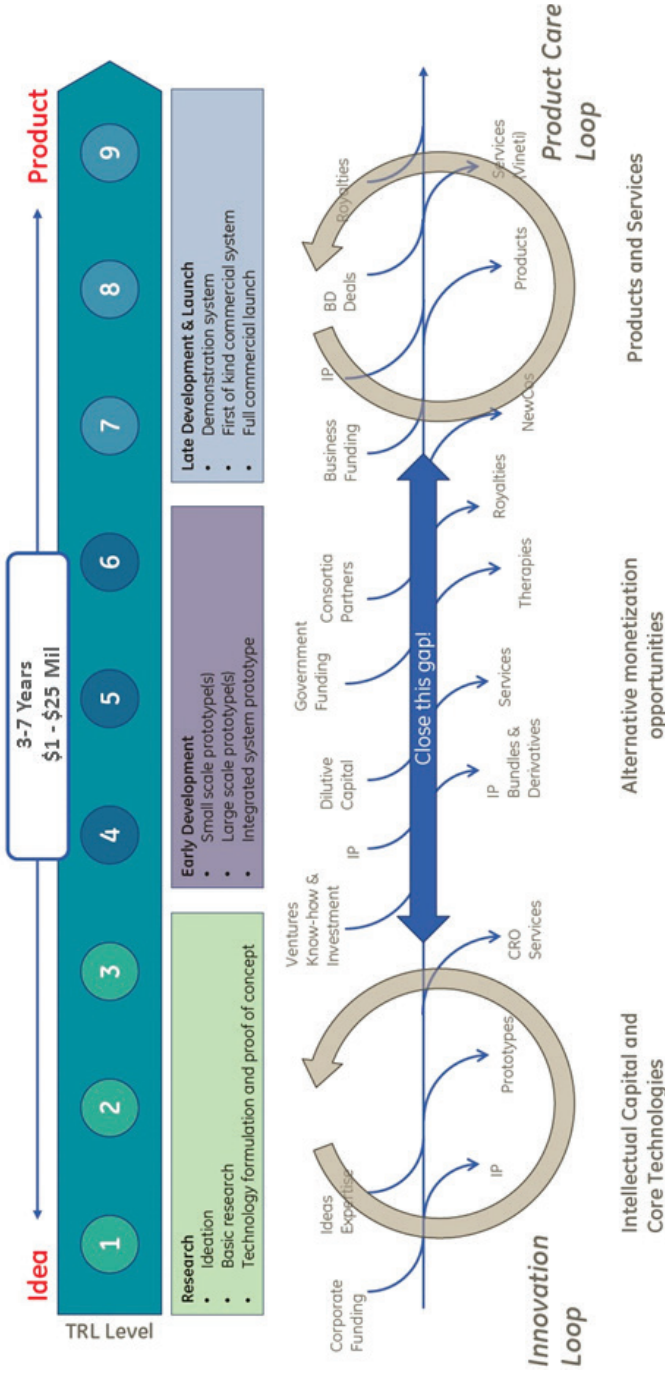 Idea
3-7 Years
$1 - $25 Mil
Product
TRL Level
1
2
3
4
5
6
7
8
9
Research
• Ideation
• Basic research
• Technology formulation and proof of concept
Early Development
• Small scale prototype(s)
• Large scale prototype(s)
• Integrated system prototype
Late Development & Launch
• Demonstration system
• First of kind commercial system
• Full commercial launch
Corporate
Funding
Ideas
Expertise
Ventures
Know-how &
Investment
IP
Dilutive
Capital
Government
Funding
Consortia
Partners
Business
Funding
IP
BD
Deals
Royalties
Close this gap!
IP
Prototypes
CRO
Services
IP
Bundles &
Derivatives
Services
Therapies
Royalties
NewCos
Products
Services
(Vineti)
Innovation
Loop
Product Care
Loop
Intellectual Capital and
Core Technologies
Alternative monetization
opportunities
Products and Services